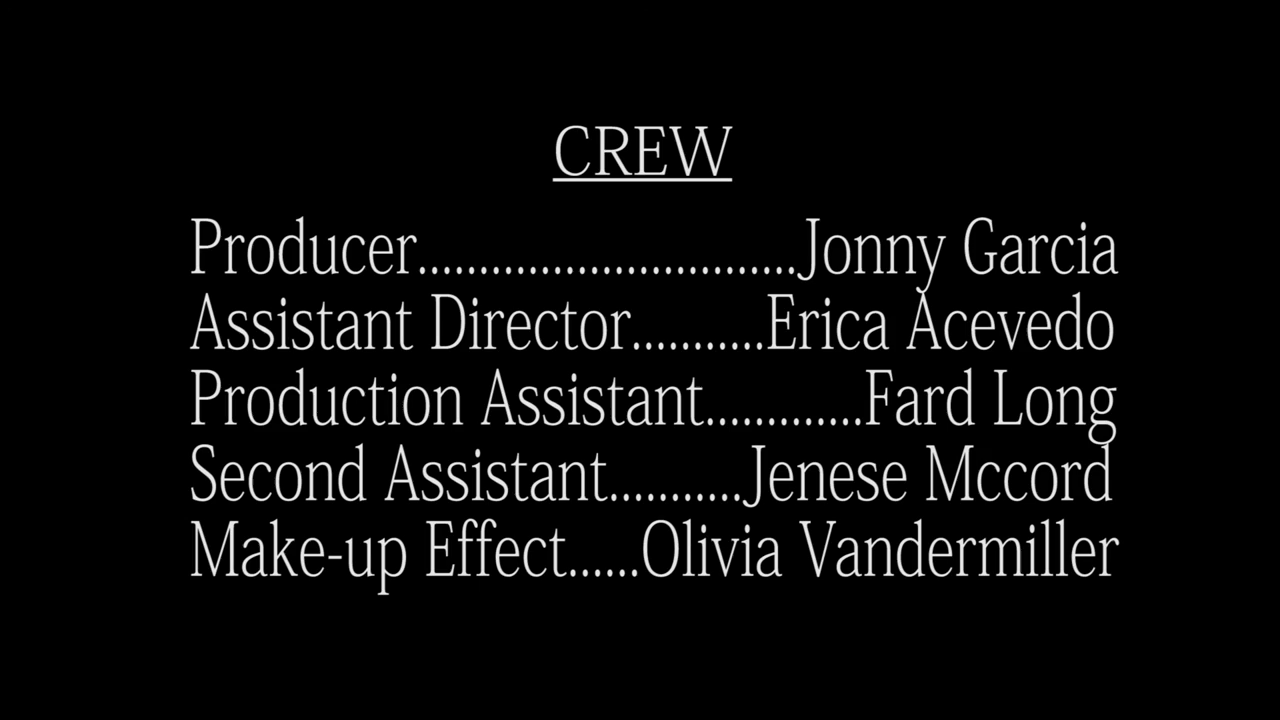 CREW
Producer...............................Jonny Garcia
Assistant Director...........Erica Acevedo
Production Assistant.............Fard Long
Second Assistant...........Jenese Mccord
Make-up Effect......Olivia Vandermiller